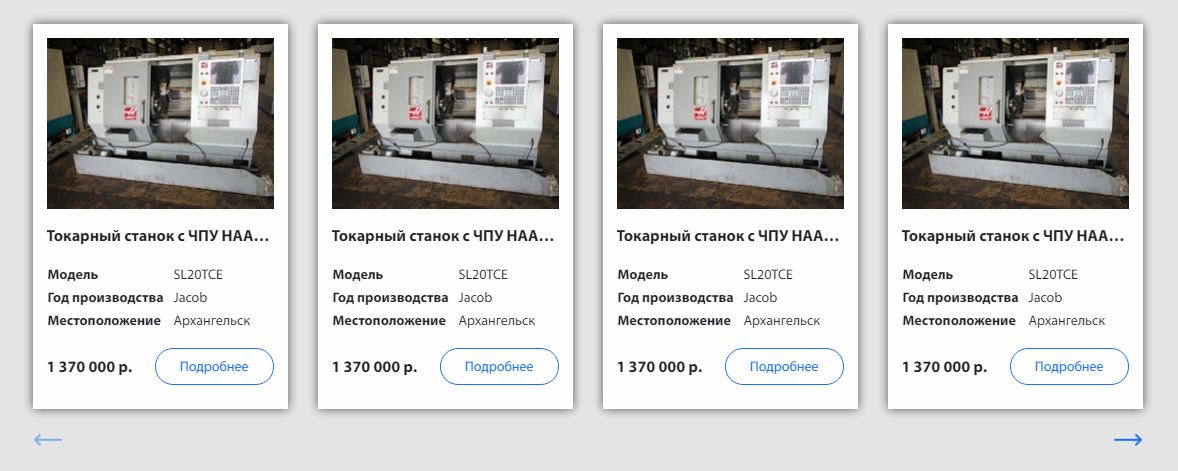 Токарный станок с ЧПУ HAA…
Модель SL20TCE
Год производства Jacob
Местоположение Архангельск
1 370 000 р. Подробнее
Токарный станок с ЧПУ HAA…
Модель SL20TCE
Год производства Jacob
Местоположение Архангельск
1 370 000 р. Подробнее
Токарный станок с ЧПУ HAA…
Модель SL20TCE
Год производства Jacob
Местоположение Архангельск
1 370 000 р. Подробнее
Токарный станок с ЧПУ HAA…
Модель SL20TCE
Год производства Jacob
Местоположение Архангельск
1 370 000 р. Подробнее